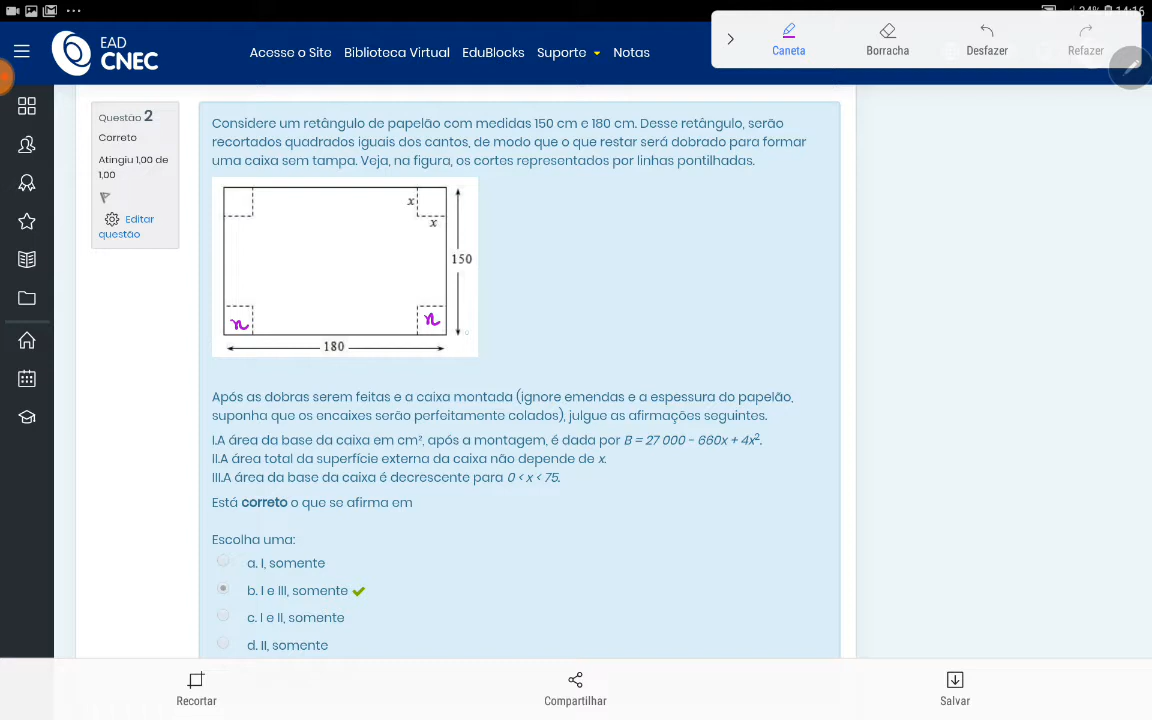 34% 14:16
EAD
CNEC
Acesse o Site Biblioteca Virtual EduBlocks Suporte Notas
Caneta
Borracha
Desfazer
Refazer
Questão 2
Correto
Atingiu 1,00 de
1,00
Editar
questão
Considere um retângulo de papelão com medidas 150 cm e 180 cm. Desse retângulo, serão
recortados quadrados iguais dos cantos, de modo que o que restar será dobrado para formar
uma caixa sem tampa. Veja, na figura, os cortes representados por linhas pontilhadas.
x
x
150
180
Após as dobras serem feitas e a caixa montada (ignore emendas e a espessura do papelão,
suponha que os encaixes serão perfeitamente colados), julgue as afirmações seguintes.
I.A área da base da caixa em cm², após a montagem, é dada por B = 27 000 - 660x + 4x².
II.A área total da superfície externa da caixa não depende de x.
III.A área da base da caixa é decrescente para 0 < x < 75.
Está correto o que se afirma em
Escolha uma:
a. I, somente
b. I e III, somente
c. I e II, somente
d. II, somente
Recortar
Compartilhar
Salvar